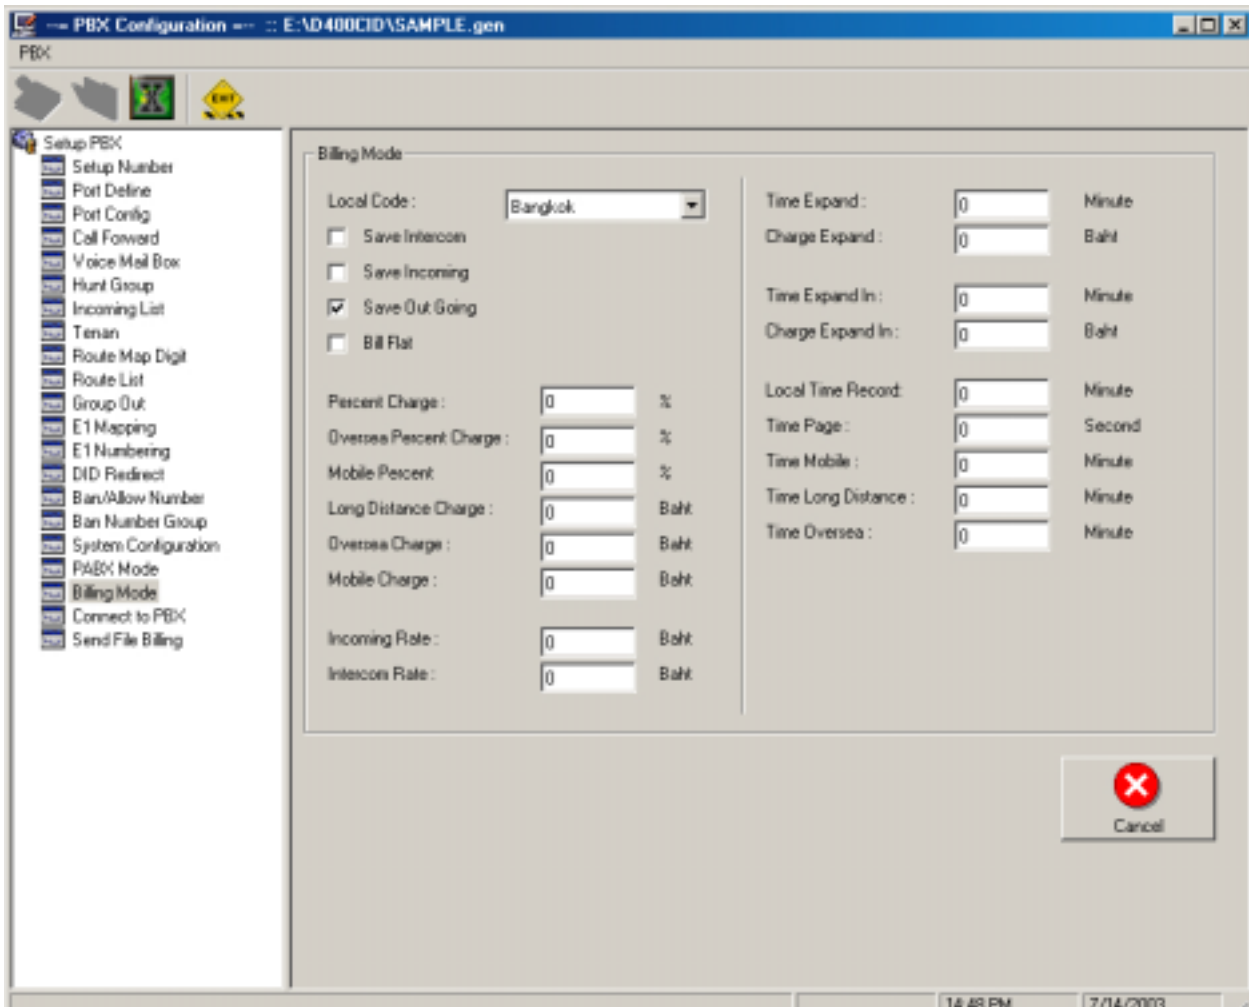 --= PBX Configuration =-- :: E:\D400CID\SAMPLE.gen
PBX
EXIT
Setup PBX
Setup Number
Port Define
Port Config
Call Forward
Voice Mail Box
Hunt Group
Incoming List
Tenan
Route Map Digit
Route List
Group Out
E1 Mapping
E1 Numbering
DID Redirect
Ban/Allow Number
Ban Number Group
System Configuration
PABX Mode
Billing Mode
Connect to PBX
Send File Billing
Billing Mode
Local Code : Bangkok
Save Intercom
Save Incoming
Save Out Going
Bill Flat
Percent Charge : 0 %
Oversea Percent Charge : 0 %
Mobile Percent 0 %
Long Distance Charge : 0 Baht
Oversea Charge : 0 Baht
Mobile Charge : 0 Baht
Incoming Rate : 0 Baht
Intercom Rate : 0 Baht
Time Expand : 0 Minute
Charge Expand : 0 Baht
Time Expand In : 0 Minute
Charge Expand In : 0 Baht
Local Time Record: 0 Minute
Time Page : 0 Second
Time Mobile : 0 Minute
Time Long Distance : 0 Minute
Time Oversea : 0 Minute
Cancel
14:48 PM 7/14/2003